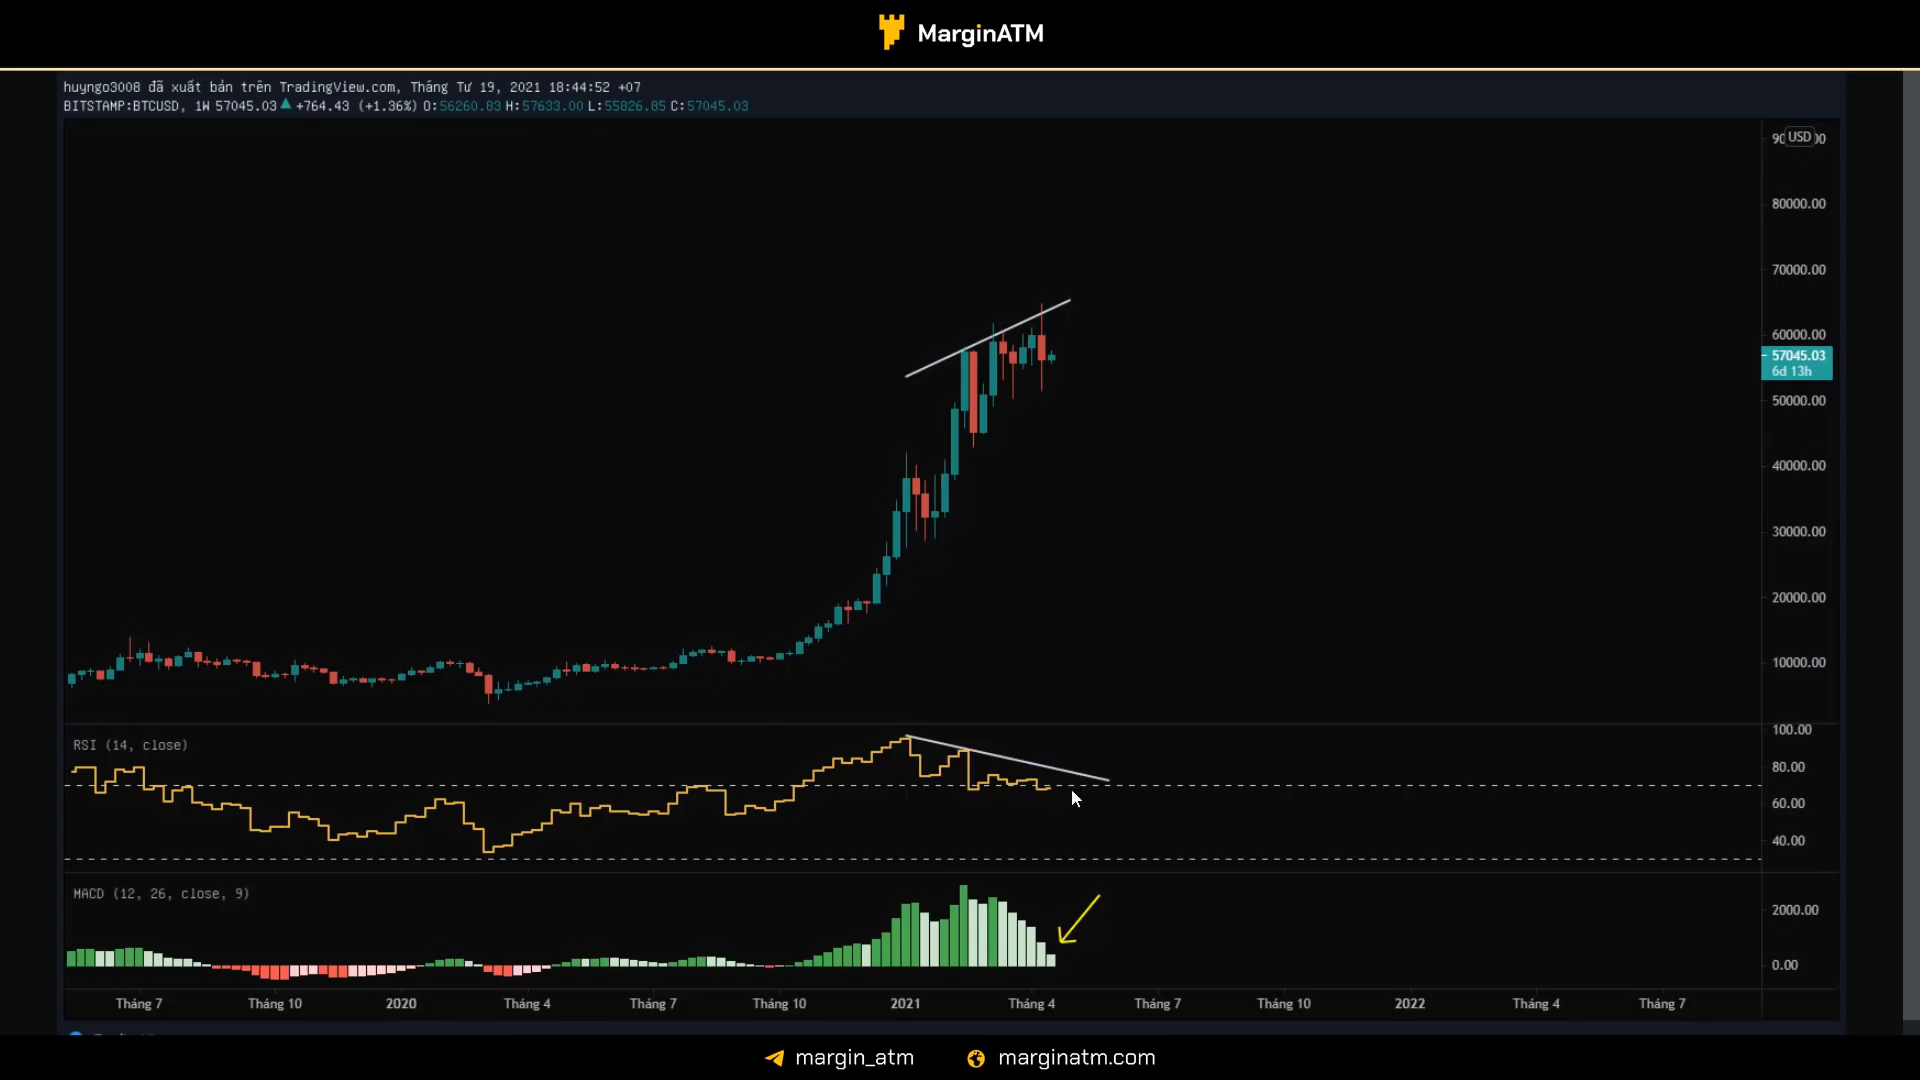 MarginATM
huyngo3008 đã xuất bản trên TradingView.com, Tháng Tư 19, 2021 18:44:52 +07
BITSTAMP:BTCUSD, 1W 57045.03 ▲ +764.43 (+1.36%) O:56260.83 H:57633.00 L:55826.85 C:57045.03
USD
80000.00
70000.00
60000.00
57045.03
6d 13h
50000.00
40000.00
30000.00
20000.00
10000.00
RSI (14, close)
100.00
80.00
60.00
40.00
MACD (12, 26, close, 9)
2000.00
0.00
Tháng 7 Tháng 10 2020 Tháng 4 Tháng 7 Tháng 10 2021 Tháng 4 Tháng 7 Tháng 10 2022 Tháng 4 Tháng 7
margin_atm marginatm.com